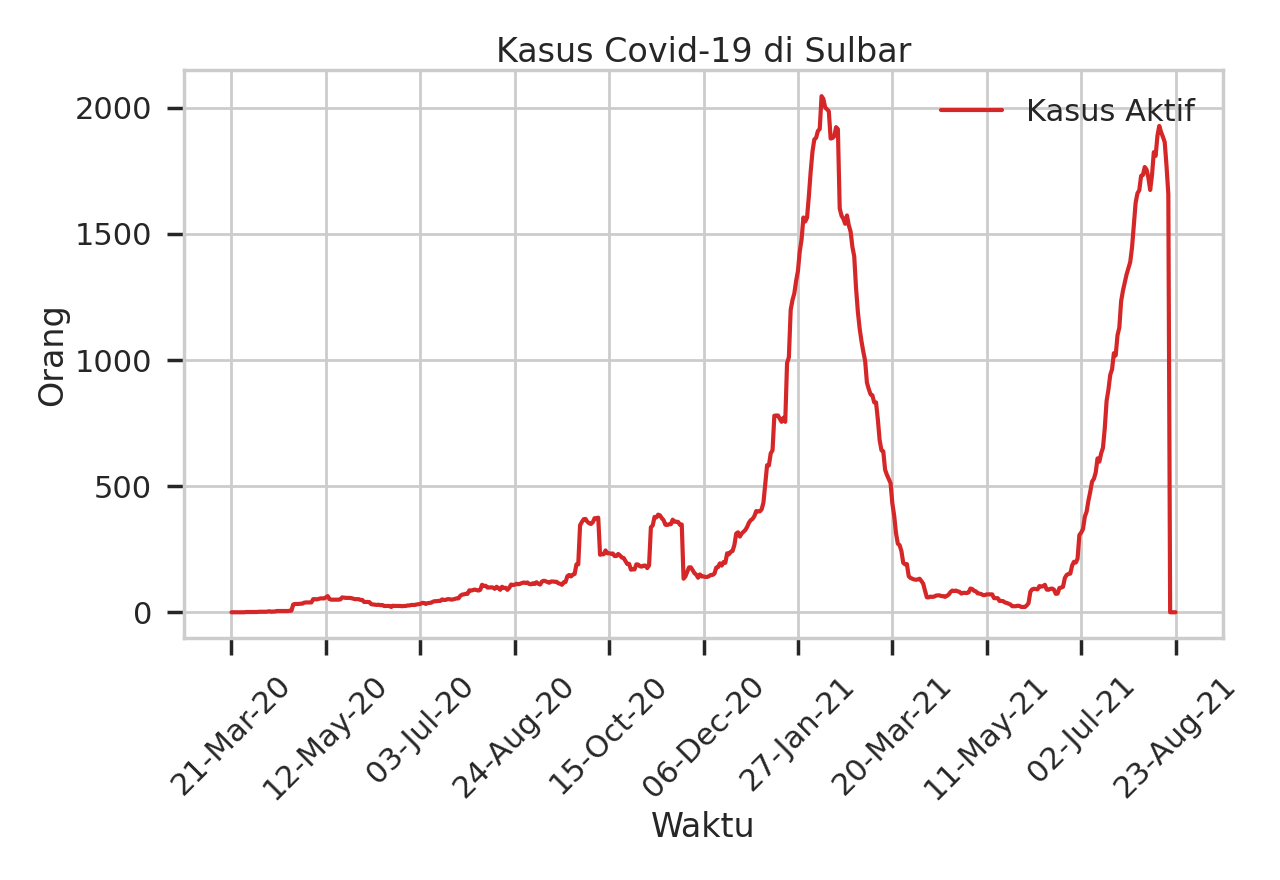 Kasus Covid-19 di Sulbar
Kasus Aktif
Orang
2000
1500
1000
500
0
21-Mar-20
12-May-20
03-Jul-20
24-Aug-20
15-Oct-20
06-Dec-20
27-Jan-21
20-Mar-21
11-May-21
02-Jul-21
23-Aug-21
Waktu